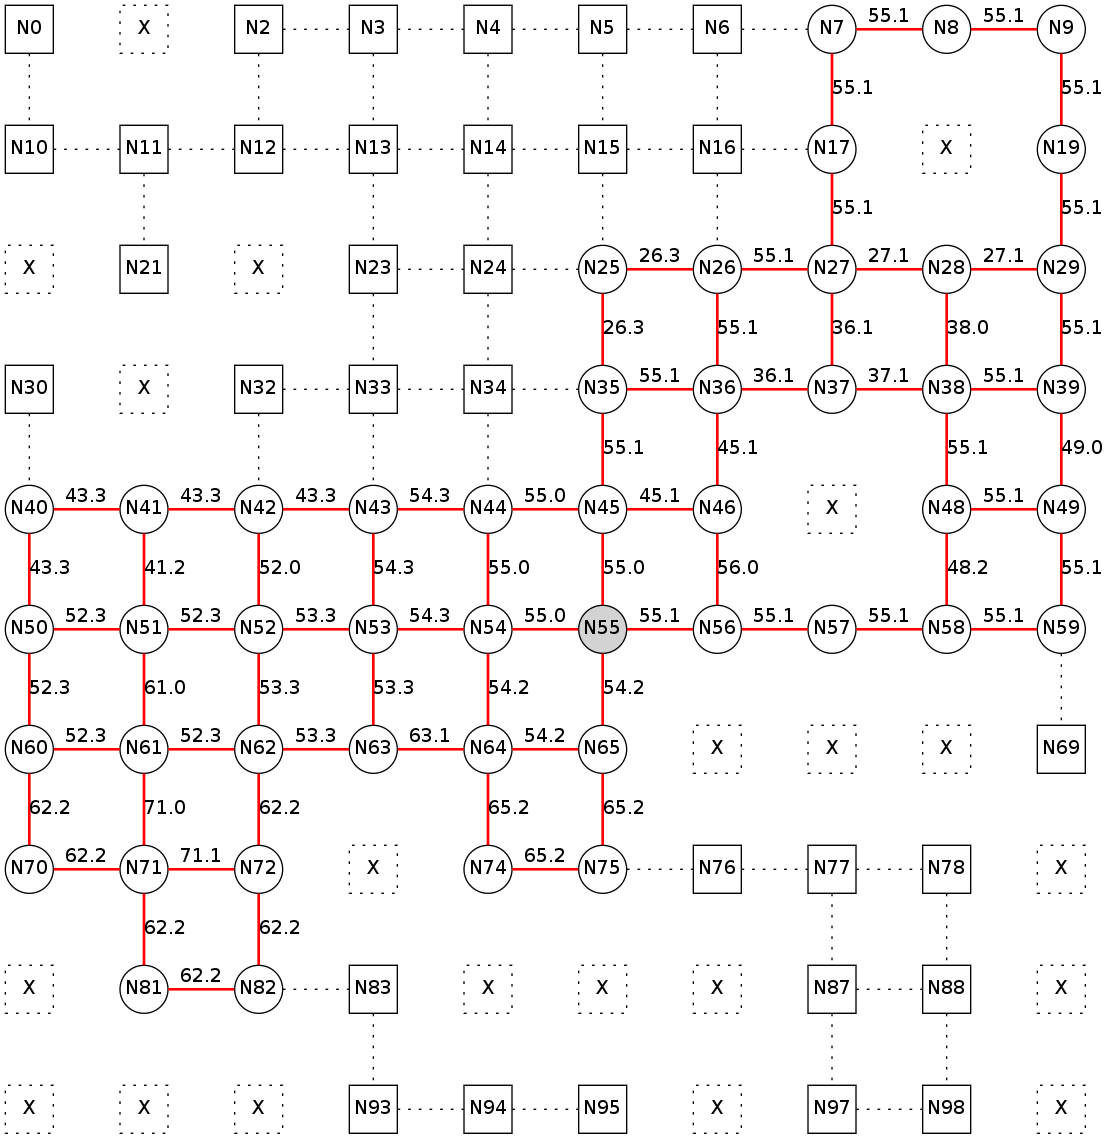 N0 X N2 N3 N4 N5 N6 N7 55.1 N8 55.1 N9
55.1 55.1
N10 N11 N12 N13 N14 N15 N16 N17 X N19
55.1 55.1
X N21 X N23 N24 N25 26.3 N26 55.1 N27 27.1 N28 27.1 N29
26.3 55.1 36.1 38.0 55.1
N30 X N32 N33 N34 N35 55.1 N36 36.1 N37 37.1 N38 55.1 N39
55.1 45.1 55.1 49.0
N40 43.3 N41 43.3 N42 43.3 N43 54.3 N44 55.0 N45 45.1 N46 X N48 55.1 N49
43.3 41.2 52.0 54.3 55.0 55.0 56.0 48.2 55.1
N50 52.3 N51 52.3 N52 53.3 N53 54.3 N54 55.0 N55 55.1 N56 55.1 N57 55.1 N58 55.1 N59
52.3 61.0 53.3 53.3 54.2 54.2
N60 52.3 N61 52.3 N62 53.3 N63 63.1 N64 54.2 N65 X X X N69
62.2 71.0 62.2 65.2 65.2
N70 62.2 N71 71.1 N72 X N74 65.2 N75 N76 N77 N78 X
62.2 62.2
X N81 62.2 N82 N83 X X X N87 N88 X
X X X N93 N94 N95 X N97 N98 X